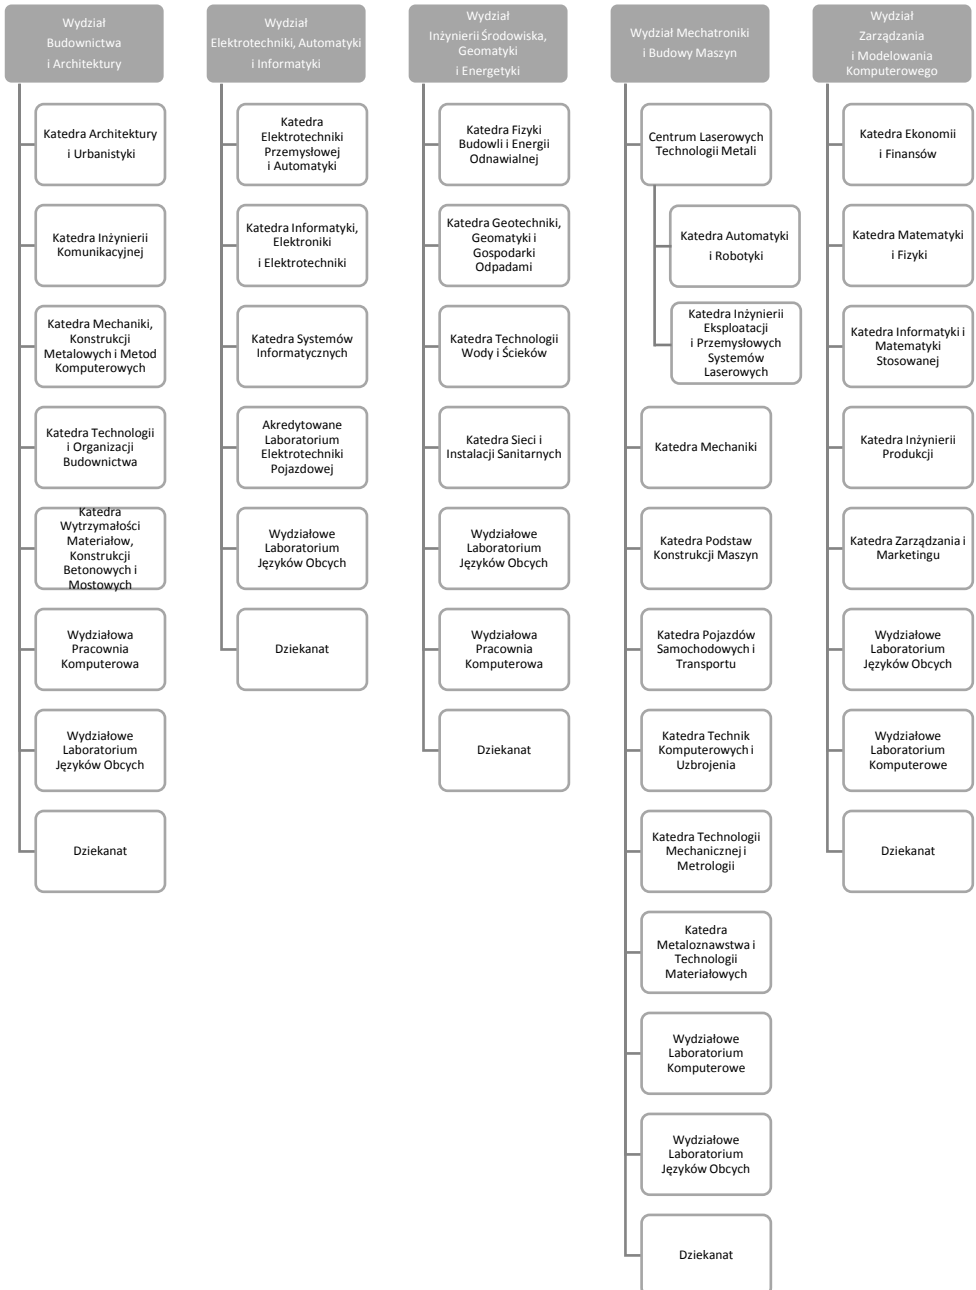 Wydział
Budownictwa
i Architektury
Katedra Architektury
i Urbanistyki
Katedra Inżynierii
Komunikacyjnej
Katedra Mechaniki,
Konstrukcji
Metalowych i Metod
Komputerowych
Katedra Technologii
i Organizacji
Budownictwa
Katedra
Wytrzymałości
Materiałow,
Konstrukcji
Betonowych i
Mostowych
Wydziałowa
Pracownia
Komputerowa
Wydziałowe
Laboratorium
Języków Obcych
Dziekanat
Wydział
Elektrotechniki, Automatyki
i Informatyki
Katedra
Elektrotechniki
Przemysłowej
i Automatyki
Katedra Informatyki,
Elektroniki
i Elektrotechniki
Katedra Systemów
Informatycznych
Akredytowane
Laboratorium
Elektrotechniki
Pojazdowej
Wydziałowe
Laboratorium
Języków Obcych
Dziekanat
Wydział
Inżynierii Środowiska,
Geomatyki
i Energetyki
Katedra Fizyki
Budowli i Energii
Odnawialnej
Katedra Geotechniki,
Geomatyki i
Gospodarki
Odpadami
Katedra Technologii
Wody i Ścieków
Katedra Sieci i
Instalacji Sanitarnych
Wydziałowe
Laboratorium
Języków Obcych
Wydziałowa
Pracownia
Komputerowa
Dziekanat
Wydział Mechatroniki
i Budowy Maszyn
Centrum Laserowych
Technologii Metali
Katedra Automatyki
i Robotyki
Katedra Inżynierii
Eksploatacji
i Przemysłowych
Systemów
Laserowych
Katedra Mechaniki
Katedra Podstaw
Konstrukcji Maszyn
Katedra Pojazdów
Samochodowych i
Transportu
Katedra Technik
Komputerowych i
Uzbrojenia
Katedra Technologii
Mechanicznej i
Metrologii
Katedra
Metaloznawstwa i
Technologii
Materiałowych
Wydziałowe
Laboratorium
Komputerowe
Wydziałowe
Laboratorium
Języków Obcych
Dziekanat
Wydział
Zarządzania
i Modelowania
Komputerowego
Katedra Ekonomii
i Finansów
Katedra Matematyki
i Fizyki
Katedra Informatyki i
Matematyki
Stosowanej
Katedra Inżynierii
Produkcji
Katedra Zarządzania i
Marketingu
Wydziałowe
Laboratorium
Języków Obcych
Wydziałowe
Laboratorium
Komputerowe
Dziekanat